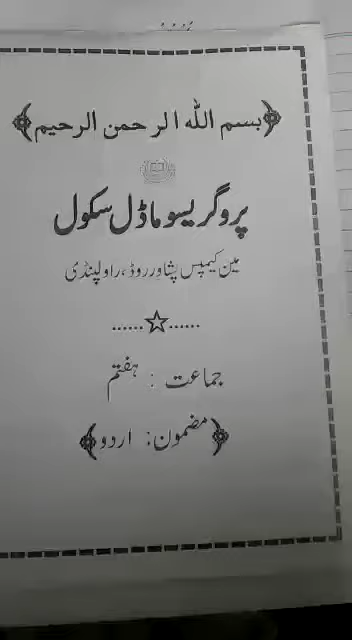 بسم اللہ الرحمن الرحیم
پروگریسو ماڈل سکول
مین کیمپس پشاور روڈ، راولپنڈی
......☆......
جماعت : ہفتم
مضمون: اردو